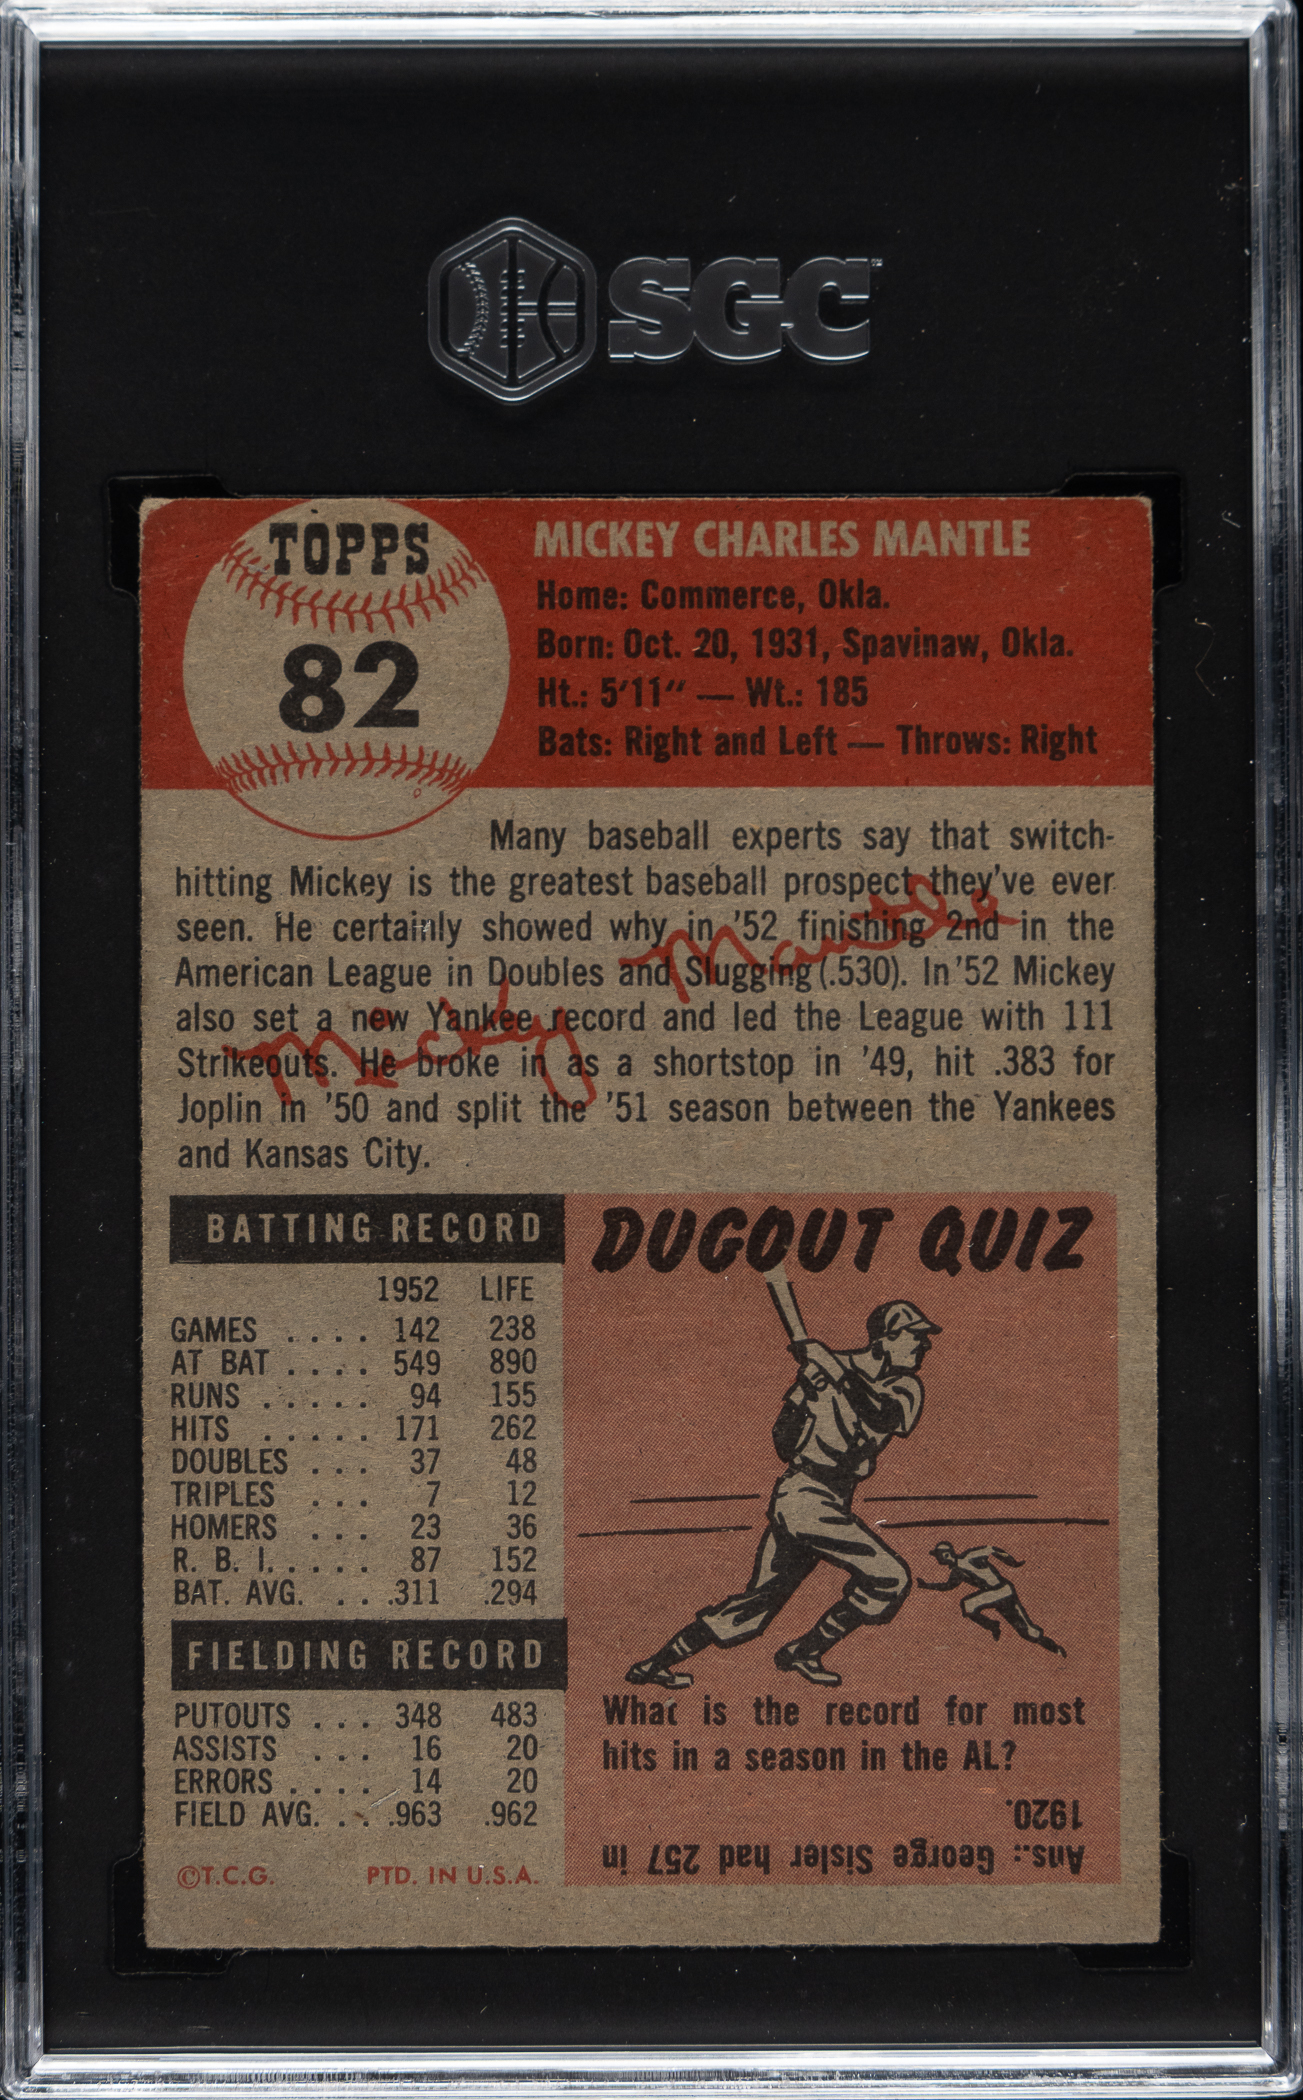 SGC™
TOPPS
82
MICKEY CHARLES MANTLE
Home: Commerce, Okla.
Born: Oct. 20, 1931, Spavinaw, Okla.
Ht.: 5'11" — Wt.: 185
Bats: Right and Left — Throws: Right
Many baseball experts say that switch-
hitting Mickey is the greatest baseball prospect they've ever
seen. He certainly showed why in '52 finishing 2nd in the
American League in Doubles and Slugging (.530). In '52 Mickey
also set a new Yankee record and led the League with 111
Strikeouts. He broke in as a shortstop in '49, hit .383 for
Joplin in '50 and split the '51 season between the Yankees
and Kansas City.
Mickey Mantle
BATTING RECORD
1952 LIFE
GAMES . . . . 142 238
AT BAT . . . . 549 890
RUNS . . . . . 94 155
HITS . . . . . 171 262
DOUBLES . . . 37 48
TRIPLES . . . 7 12
HOMERS . . . 23 36
R. B. I. . . . . 87 152
BAT. AVG. . . .311 .294
FIELDING RECORD
PUTOUTS . . . 348 483
ASSISTS . . . 16 20
ERRORS . . . . 14 20
FIELD AVG. . . .963 .962
©T.C.G. PTD. IN U.S.A.
DUGOUT QUIZ
What is the record for most
hits in a season in the AL?
Ans.: George Sisler had 257 in
1920.